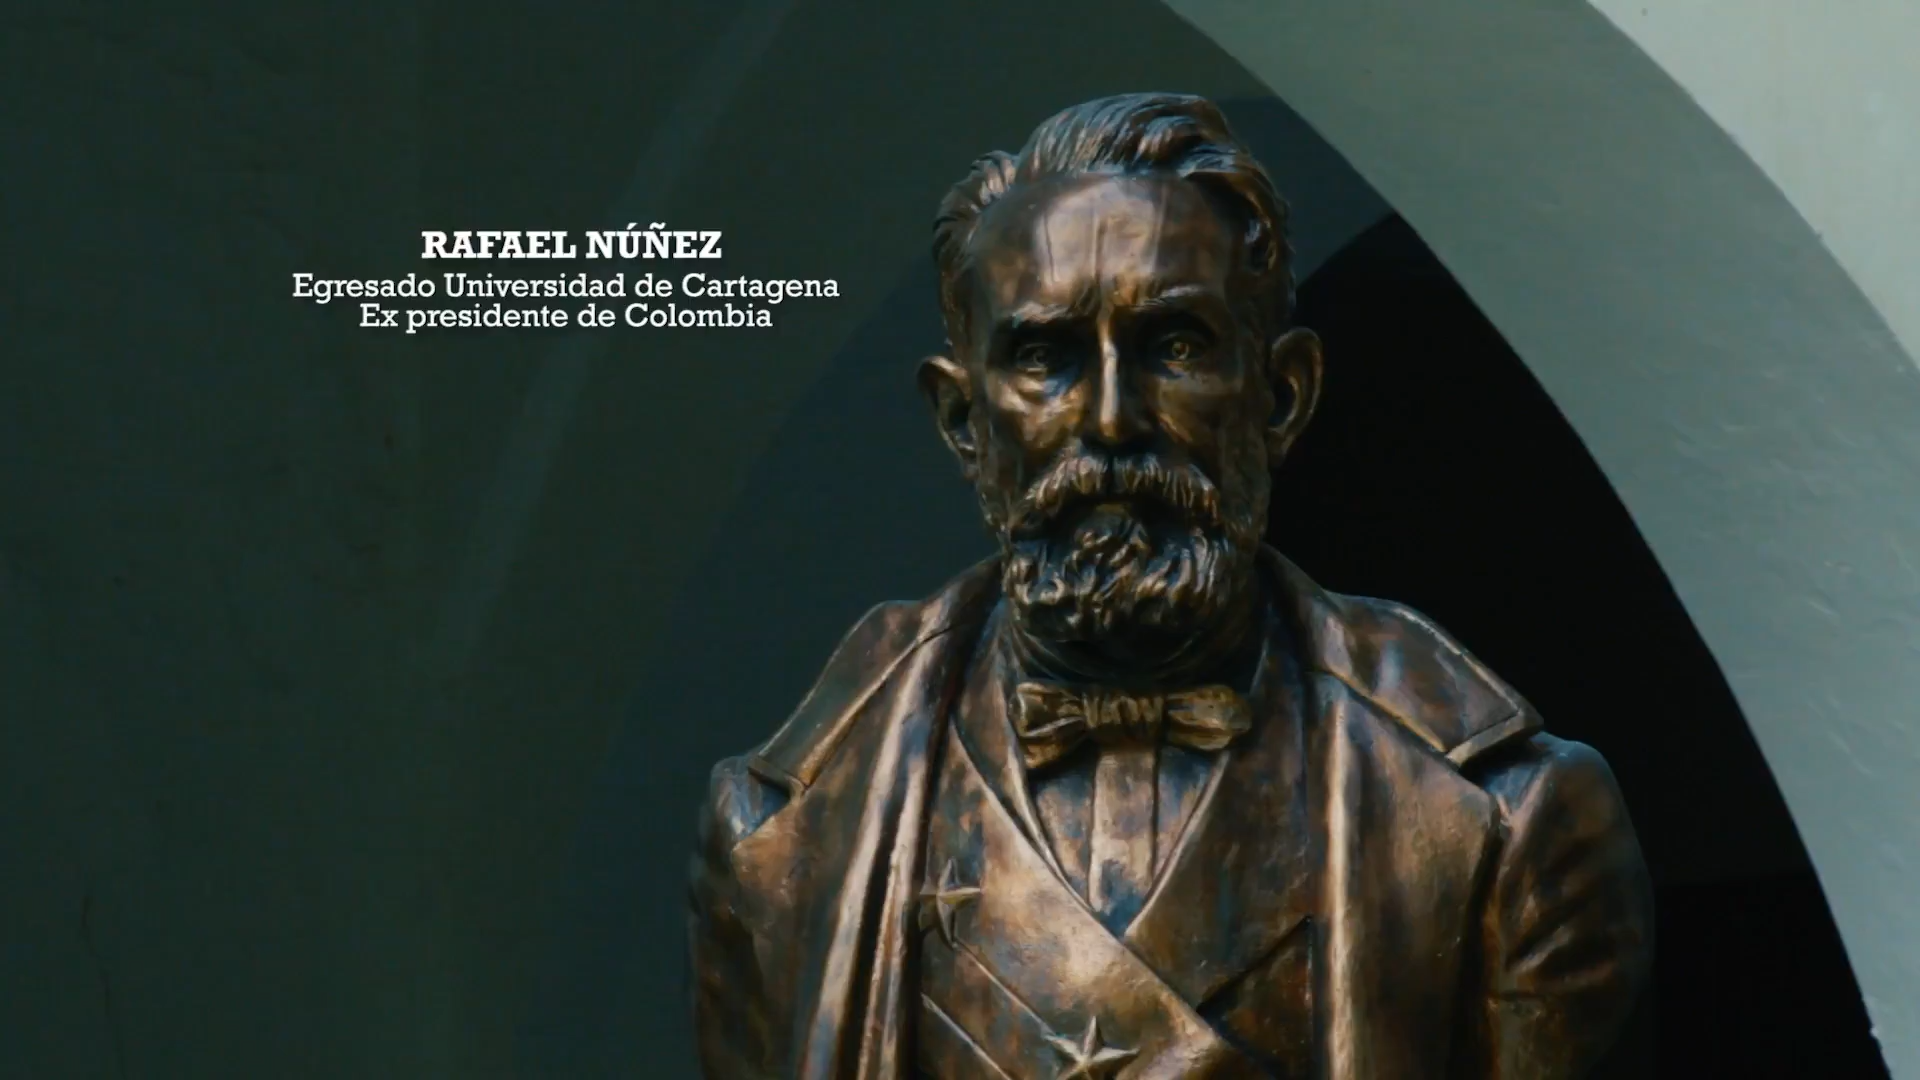 RAFAEL NÚÑEZ
Egresado Universidad de Cartagena
Ex presidente de Colombia